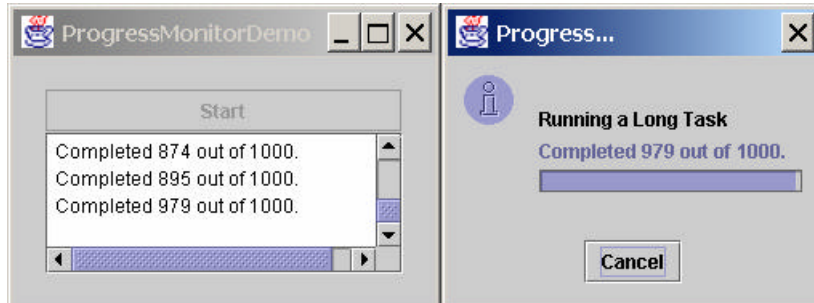 ProgressMonitorDemo
Start
Completed 874 out of 1000.
Completed 895 out of 1000.
Completed 979 out of 1000.
Progress...
Running a Long Task
Completed 979 out of 1000.
Cancel